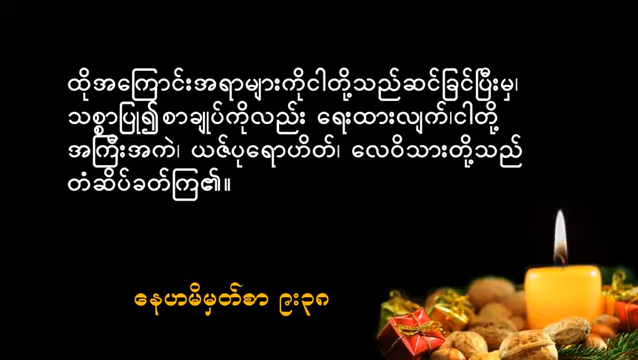 ထိုအကြောင်းအရာများကိုငါတို့သည်ဆင်ခြင်ပြီးမှ၊
သစ္စာပြု၍စာချုပ်ကိုလည်း ရေးထားလျက်၊ငါတို့
အကြီးအကဲ၊ ယဇ်ပုရောဟိတ်၊ လေဝိသားတို့သည်
တံဆိပ်ခတ်ကြ၏။
နေဟမိမှတ်စာ ၉း၃၈